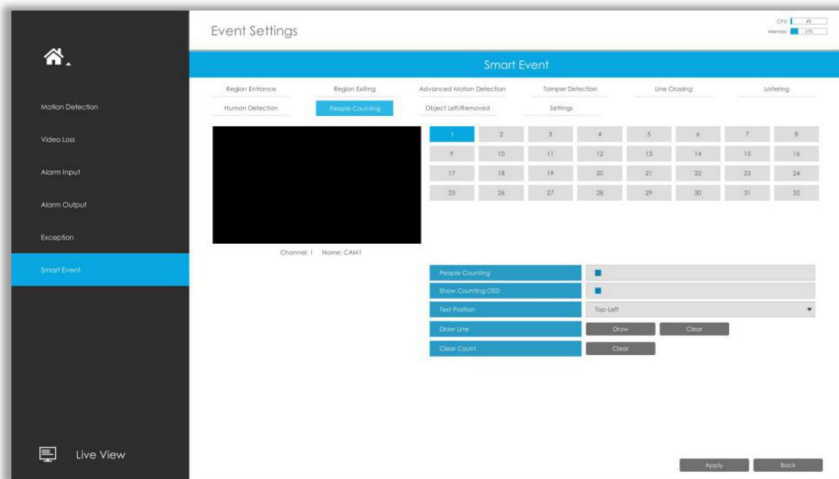 Event Settings
CPU
Memory
Smart Event
Region Entrance Region Exiting Advanced Motion Detection Tamper Detection Line Crossing Loitering
Human Detection People Counting Object Left/Removed Settings
Motion Detection
Video Loss
Alarm Input
Alarm Output
Exception
Smart Event
1 2 3 4 5 6 7 8
9 10 11 12 13 14 15 16
17 18 19 20 21 22 23 24
25 26 27 28 29 30 31 32
Channel: 1 Name: CAM1
People Counting
Show Counting OSD
Text Position Top-Left
Draw Line Draw Clear
Clear Count Clear
Live View
Apply Back